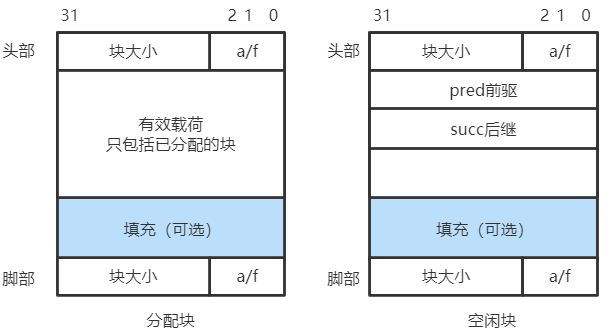 31 2 1 0
头部 块大小 a/f
有效载荷
只包括已分配的块
填充（可选）
脚部 块大小 a/f
分配块
31 2 1 0
头部 块大小 a/f
pred前驱
succ后继
填充（可选）
脚部 块大小 a/f
空闲块